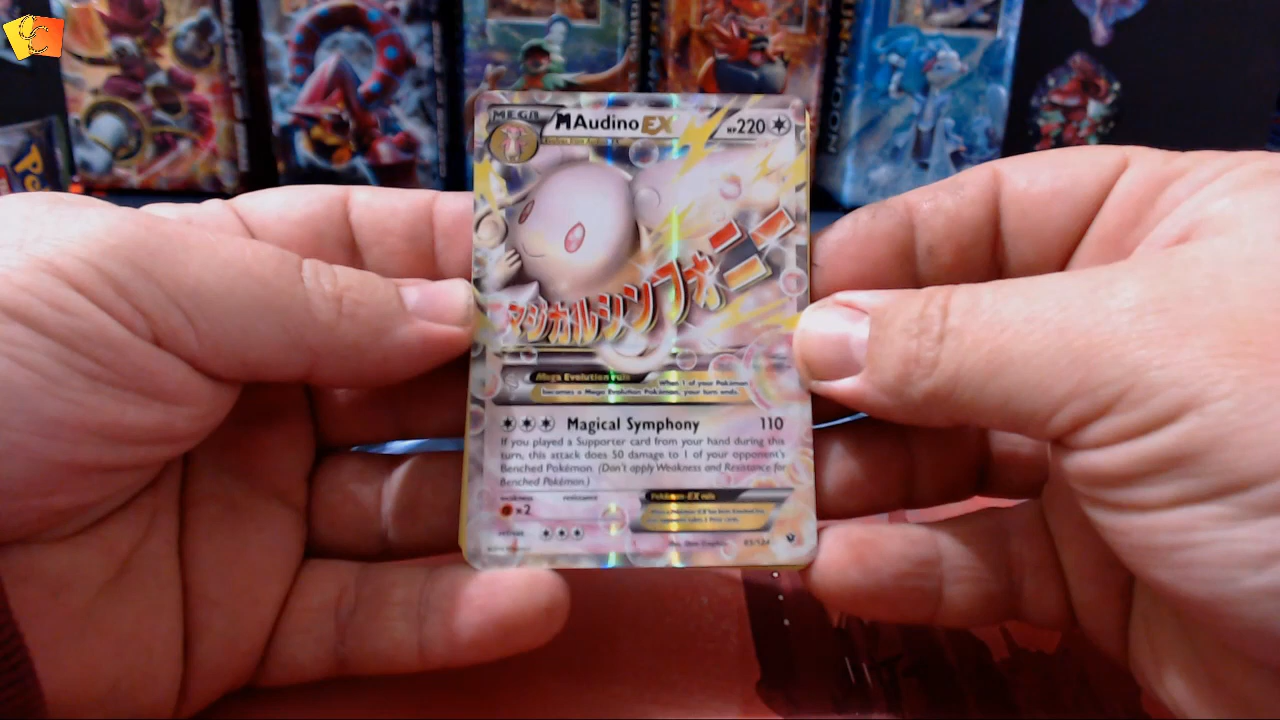 MEGA
M Audino EX HP 220
マジカルシンフォニー
Mega Evolution rule When 1 of your Pokémon
becomes a Mega Evolution Pokémon, your turn ends.
Magical Symphony 110
If you played a Supporter card from your hand during this
turn, this attack does 50 damage to 1 of your opponent's
Benched Pokémon. (Don't apply Weakness and Resistance for
Benched Pokémon.)
weakness resistance
×2
Pokémon-EX rule
retreat